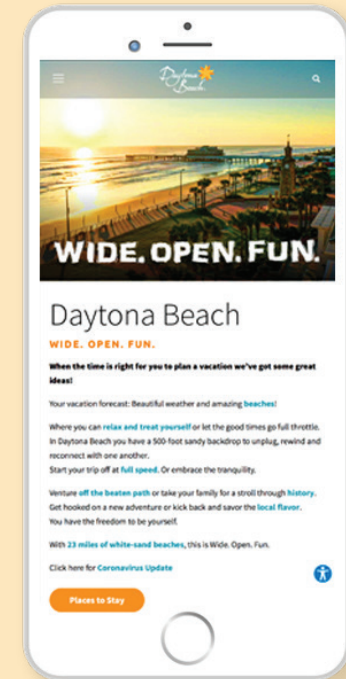 Daytona
Beach
WIDE. OPEN. FUN.
Daytona Beach
WIDE. OPEN. FUN.
When the time is right for you to plan a vacation we've got some great
ideas!
Your vacation forecast: Beautiful weather and amazing beaches!
Where you can relax and treat yourself or let the good times go full throttle.
In Daytona Beach you have a 500-foot sandy backdrop to unplug, rewind and
reconnect with one another.
Start your trip off at full speed. Or embrace the tranquility.
Venture off the beaten path or take your family for a stroll through history.
Get hooked on a new adventure or kick back and savor the local flavor.
You have the freedom to be yourself.
With 23 miles of white-sand beaches, this is Wide. Open. Fun.
Click here for Coronavirus Update
Places to Stay